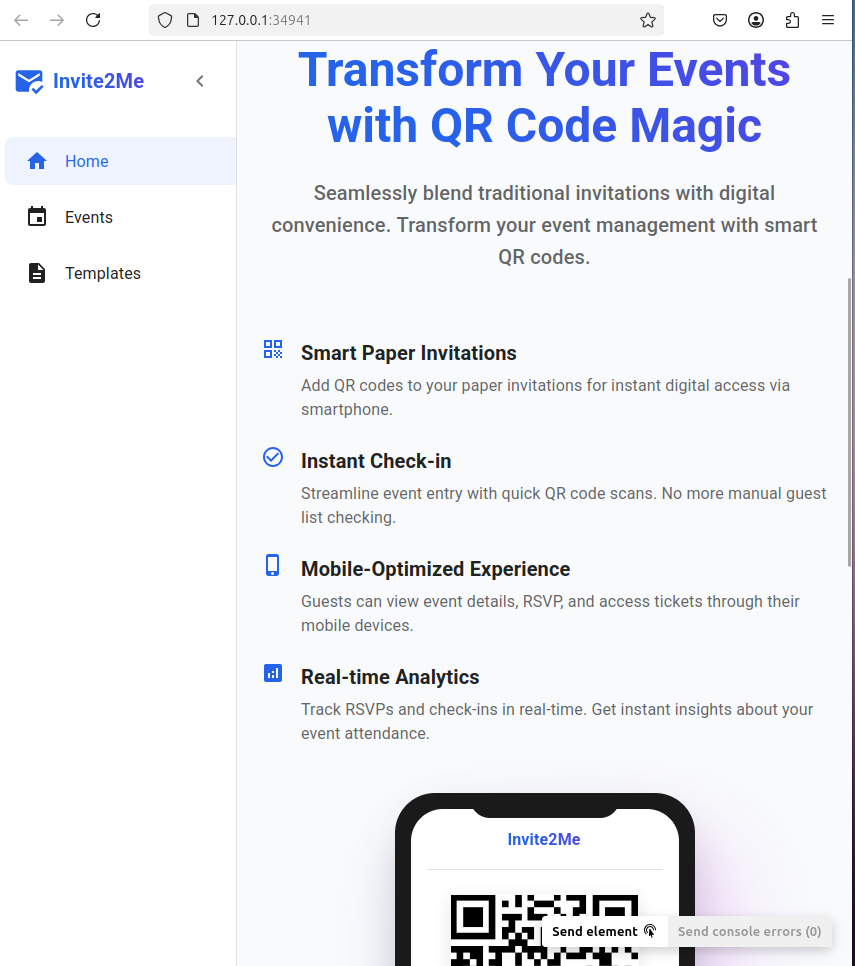 127.0.0.1:34941
Invite2Me
Home
Events
Templates
Transform Your Events
with QR Code Magic
Seamlessly blend traditional invitations with digital
convenience. Transform your event management with smart
QR codes.
Smart Paper Invitations
Add QR codes to your paper invitations for instant digital access via
smartphone.
Instant Check-in
Streamline event entry with quick QR code scans. No more manual guest
list checking.
Mobile-Optimized Experience
Guests can view event details, RSVP, and access tickets through their
mobile devices.
Real-time Analytics
Track RSVPs and check-ins in real-time. Get instant insights about your
event attendance.
Invite2Me
Send element
Send console errors (0)